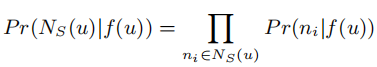 Pr(N_S(u)|f(u)) = ∏_{n_i∈N_S(u)} Pr(n_i|f(u))